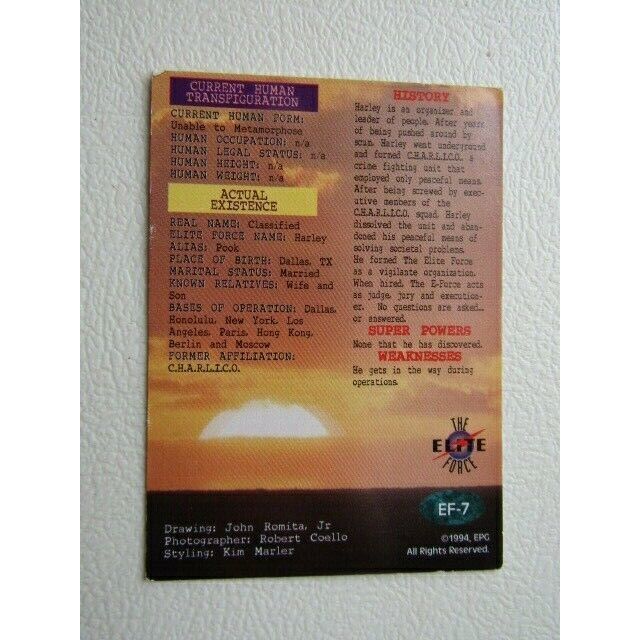 CURRENT HUMAN
TRANSFIGURATION
CURRENT HUMAN FORM:
Unable to Metamorphose
HUMAN OCCUPATION: n/a
HUMAN LEGAL STATUS: n/a
HUMAN HEIGHT: n/a
HUMAN WEIGHT: n/a
ACTUAL
EXISTENCE
REAL NAME: Classified
ELITE FORCE NAME: Harley
ALIAS: Pook
PLACE OF BIRTH: Dallas, TX
MARITAL STATUS: Married
KNOWN RELATIVES: Wife and
Son
BASES OF OPERATION: Dallas,
Honolulu, New York, Los
Angeles, Paris, Hong Kong,
Berlin and Moscow
FORMER AFFILIATION:
C.H.A.R.L.I.C.O.
HISTORY
Harley is an organizer and
leader of people. After years
of being pushed around by
scum, Harley went underground
and formed C.H.A.R.L.I.C.O. a
crime fighting unit that
employed only peaceful means.
After being screwed by exec-
utive members of the
C.H.A.R.L.I.C.O. squad, Harley
dissolved the unit and aban-
doned his peaceful means of
solving societal problems.
He formed The Elite Force
as a vigilante organization.
When hired, The E-Force acts
as judge, jury and execution-
er. No questions are asked...
or answered.
SUPER POWERS
None that he has discovered.
WEAKNESSES
He gets in the way during
operations.
THE
ELITE
FORCE
EF-7
Drawing: John Romita, Jr
Photographer: Robert Coello
Styling: Kim Marler
©1994, EPG
All Rights Reserved.